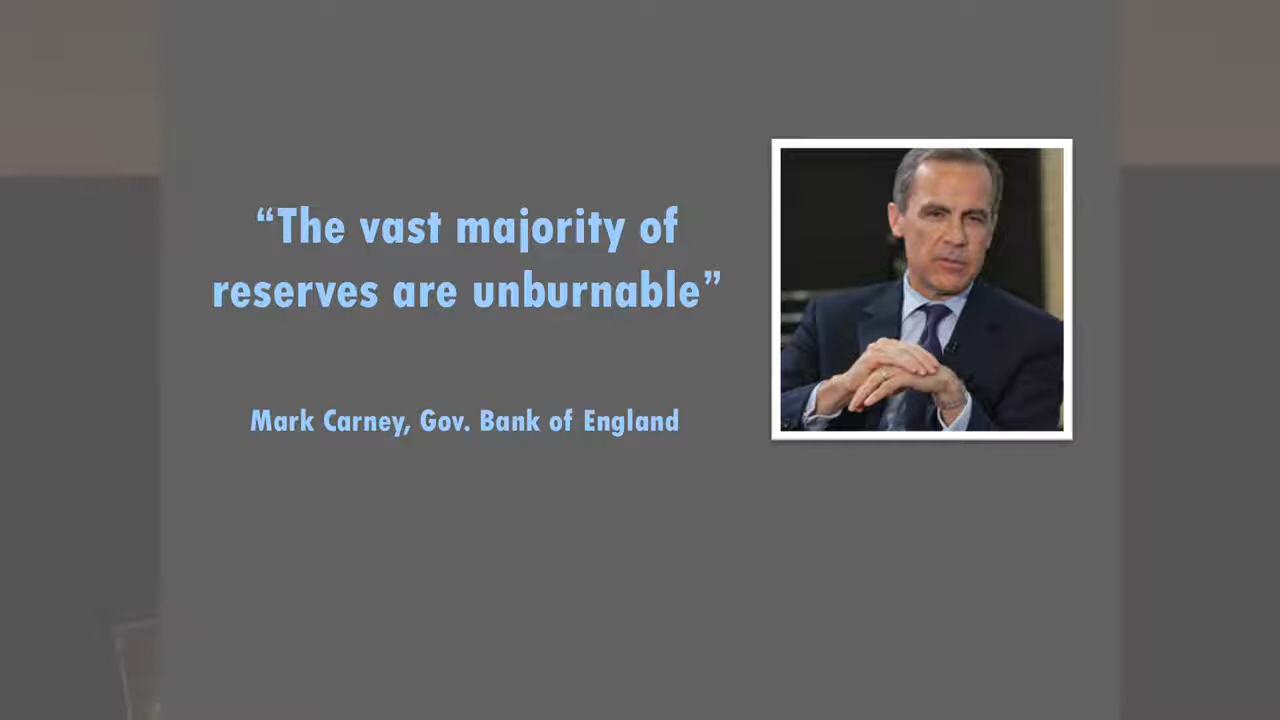 “The vast majority of
reserves are unburnable”
Mark Carney, Gov. Bank of England